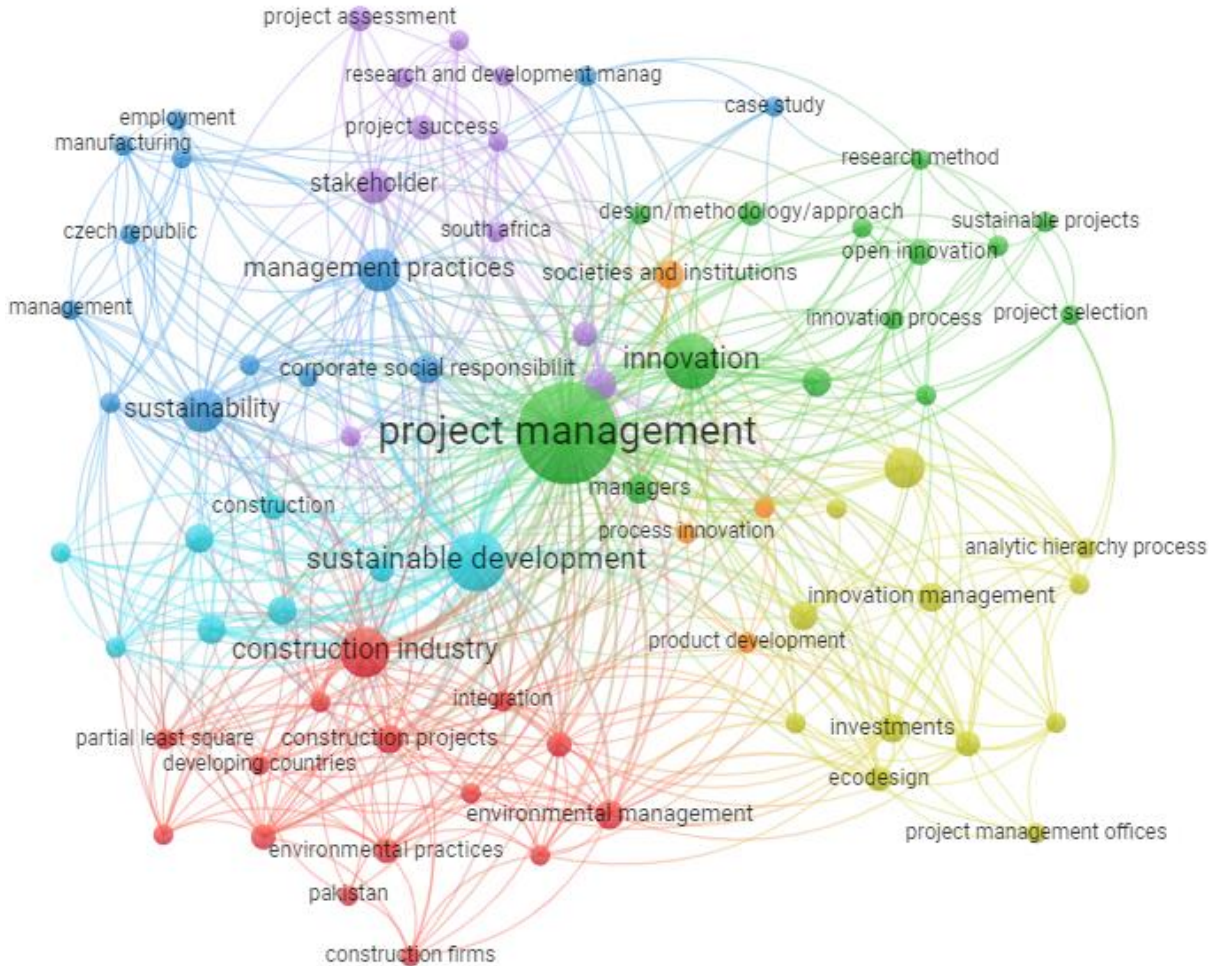 project assessment
research and development manag
case study
employment
project success
manufacturing
research method
stakeholder
design/methodology/approach
sustainable projects
czech republic
south africa
open innovation
management practices
societies and institutions
management
innovation process
project selection
innovation
corporate social responsibilit
sustainability
project management
managers
construction
process innovation
analytic hierarchy process
sustainable development
innovation management
construction industry
product development
integration
investments
partial least square
construction projects
developing countries
ecodesign
environmental management
project management offices
environmental practices
pakistan
construction firms